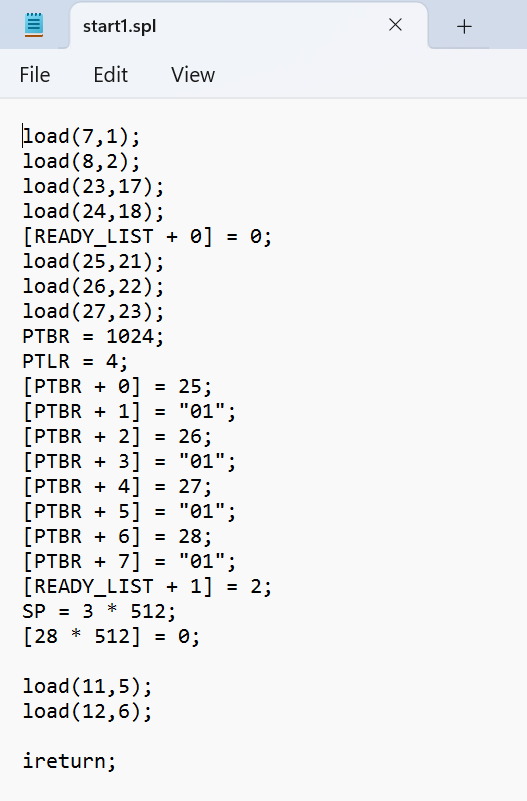 start1.spl
File Edit View
load(7,1);
load(8,2);
load(23,17);
load(24,18);
[READY_LIST + 0] = 0;
load(25,21);
load(26,22);
load(27,23);
PTBR = 1024;
PTLR = 4;
[PTBR + 0] = 25;
[PTBR + 1] = "01";
[PTBR + 2] = 26;
[PTBR + 3] = "01";
[PTBR + 4] = 27;
[PTBR + 5] = "01";
[PTBR + 6] = 28;
[PTBR + 7] = "01";
[READY_LIST + 1] = 2;
SP = 3 * 512;
[28 * 512] = 0;
load(11,5);
load(12,6);
ireturn;